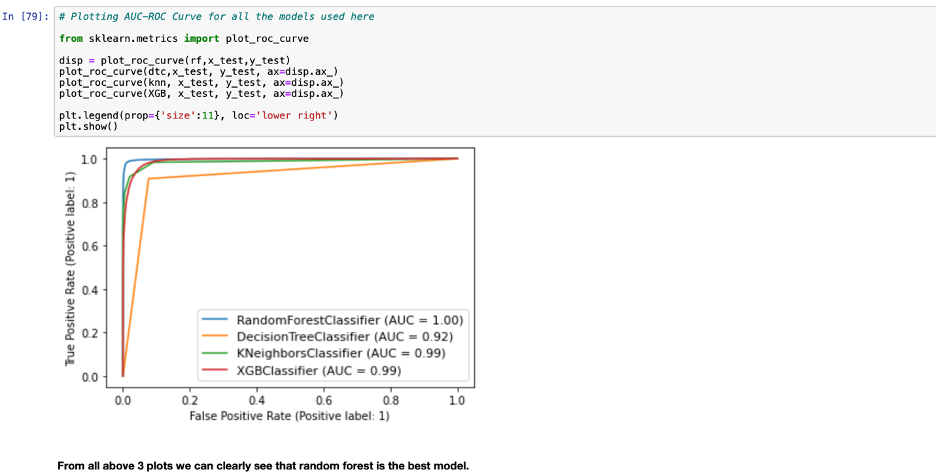 In [79]: # Plotting AUC-ROC Curve for all the models used here
from sklearn.metrics import plot_roc_curve
disp = plot_roc_curve(rf,x_test,y_test)
plot_roc_curve(dtc,x_test, y_test, ax=disp.ax_)
plot_roc_curve(knn, x_test, y_test, ax=disp.ax_)
plot_roc_curve(XGB, x_test, y_test, ax=disp.ax_)
plt.legend(prop={'size':11}, loc='lower right')
plt.show()
True Positive Rate (Positive label: 1)
1.0
0.8
0.6
0.4
0.2
0.0
RandomForestClassifier (AUC = 1.00)
DecisionTreeClassifier (AUC = 0.92)
KNeighborsClassifier (AUC = 0.99)
XGBClassifier (AUC = 0.99)
0.0 0.2 0.4 0.6 0.8 1.0
False Positive Rate (Positive label: 1)
From all above 3 plots we can clearly see that random forest is the best model.